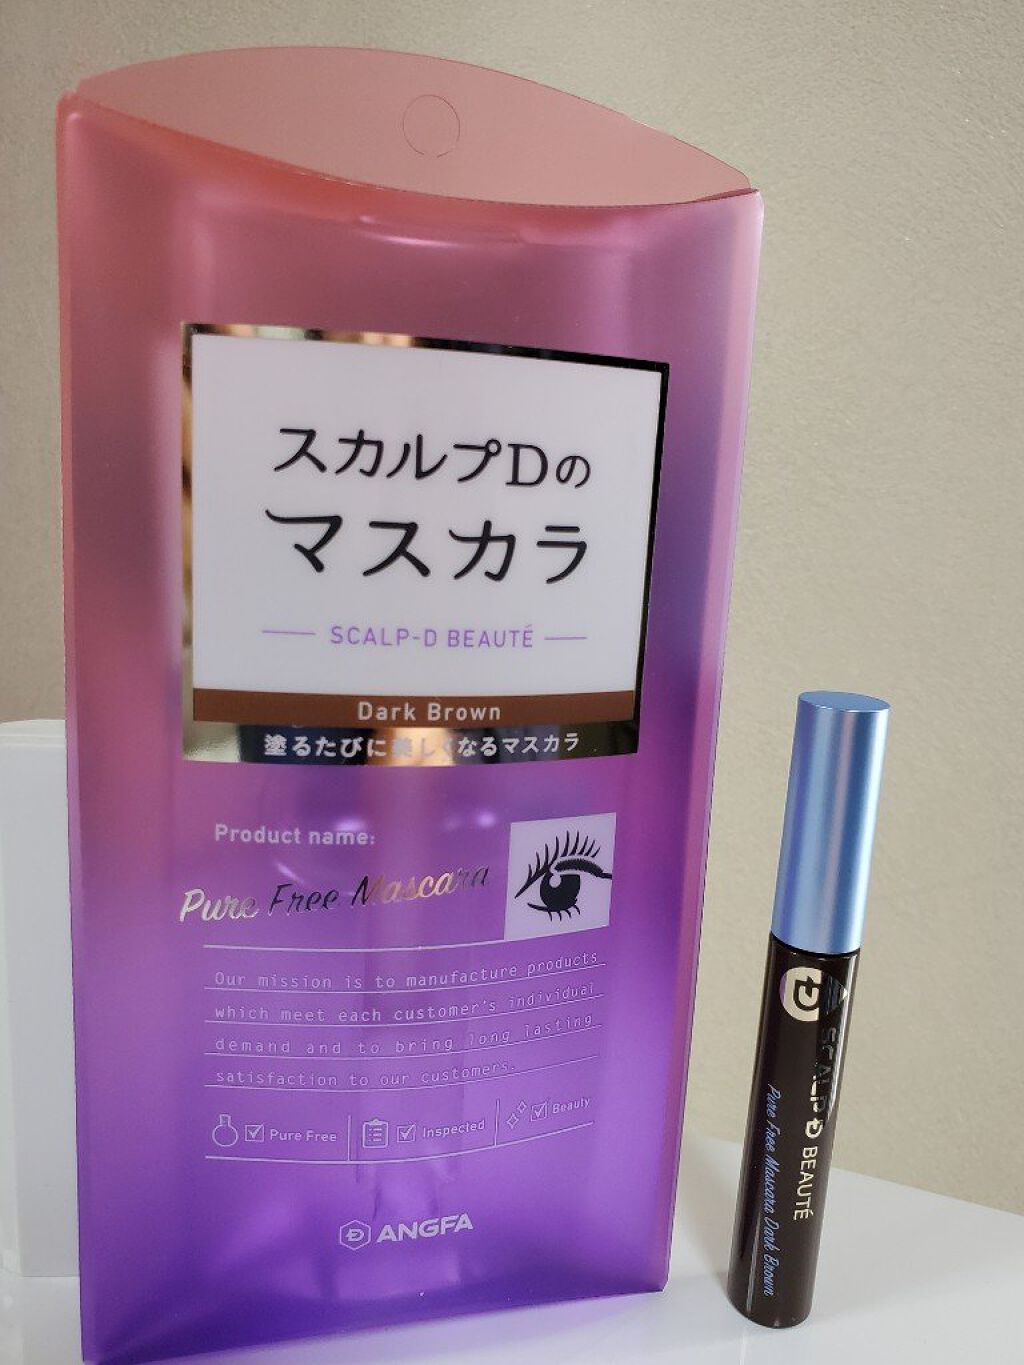 スカルプDの
マスカラ
SCALP-D BEAUTÉ
Dark Brown
塗るたびに美しくなるマスカラ
Product name:
Pure Free Mascara
Our mission is to manufacture products
which meet each customer's individual
demand and to bring long lasting
satisfaction to our customers.
Pure Free
Inspected
Beauty
ANGFA
SCALP-D BEAUTÉ
Pure Free Mascara Dark Brown